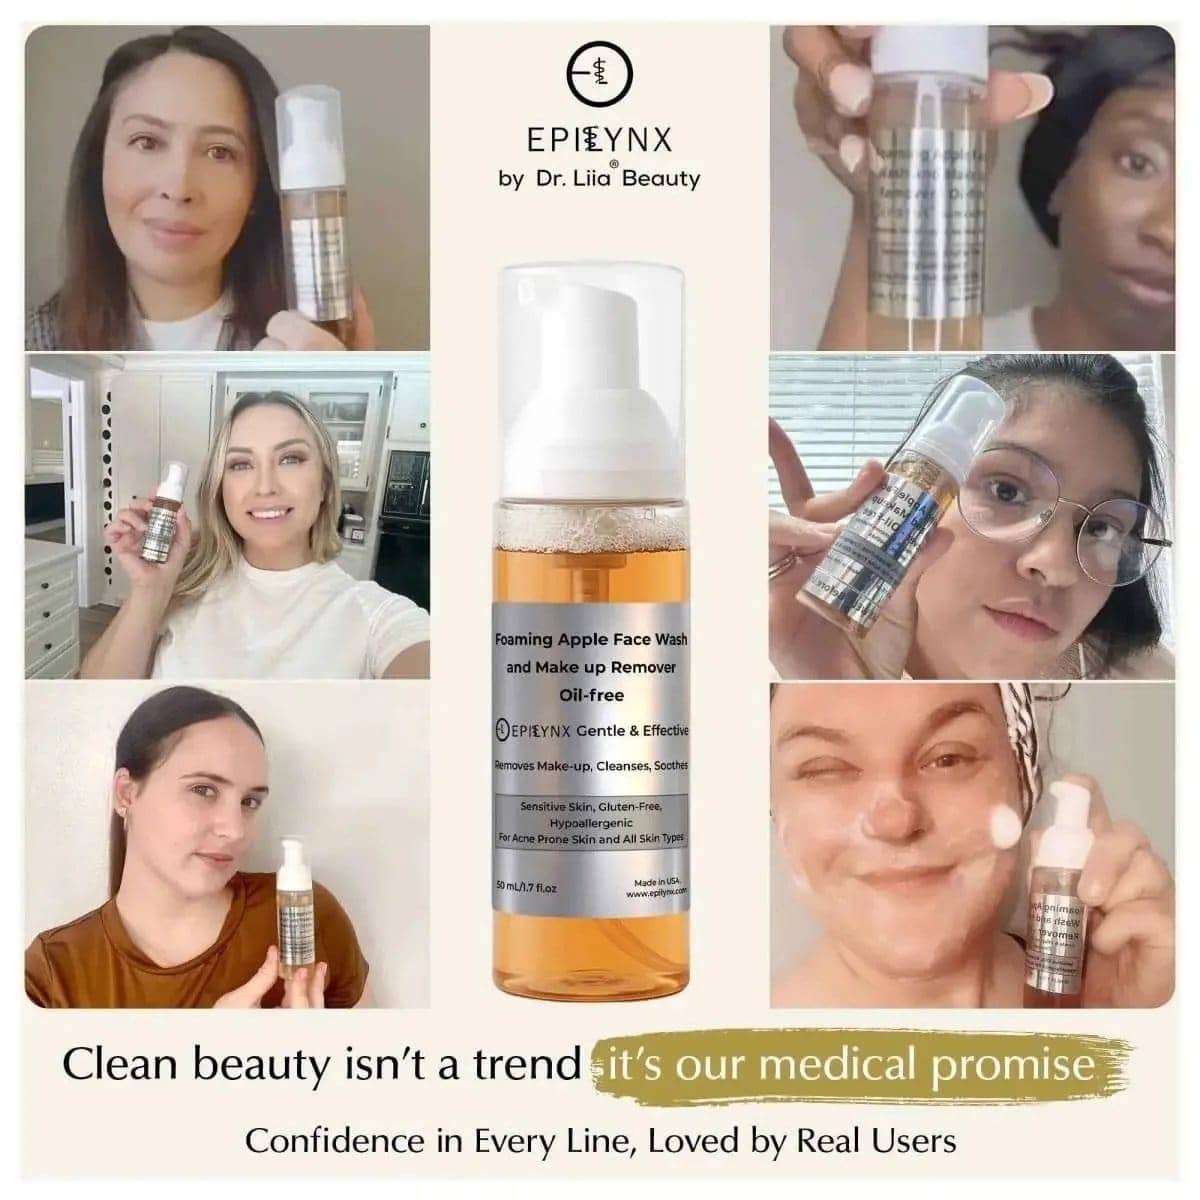 EPILYNX
by Dr. Liia® Beauty
Foaming Apple Face Wash
and Make up Remover
Oil-free
EPILYNX Gentle & Effective
Removes Make-up, Cleanses, Soothes
Sensitive Skin, Gluten-Free,
Hypoallergenic
For Acne Prone Skin and All Skin Types
50 mL/1.7 fl.oz
Made in USA
www.epilynx.com
Clean beauty isn't a trend it's our medical promise
Confidence in Every Line, Loved by Real Users